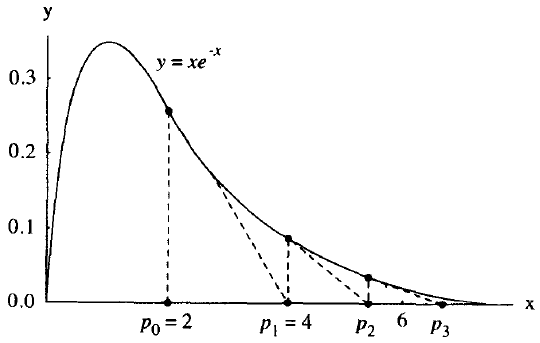 y
y = xe^-x
0.3
0.2
0.1
0.0
x
p₀ = 2
p₁ = 4
p₂
6
p₃